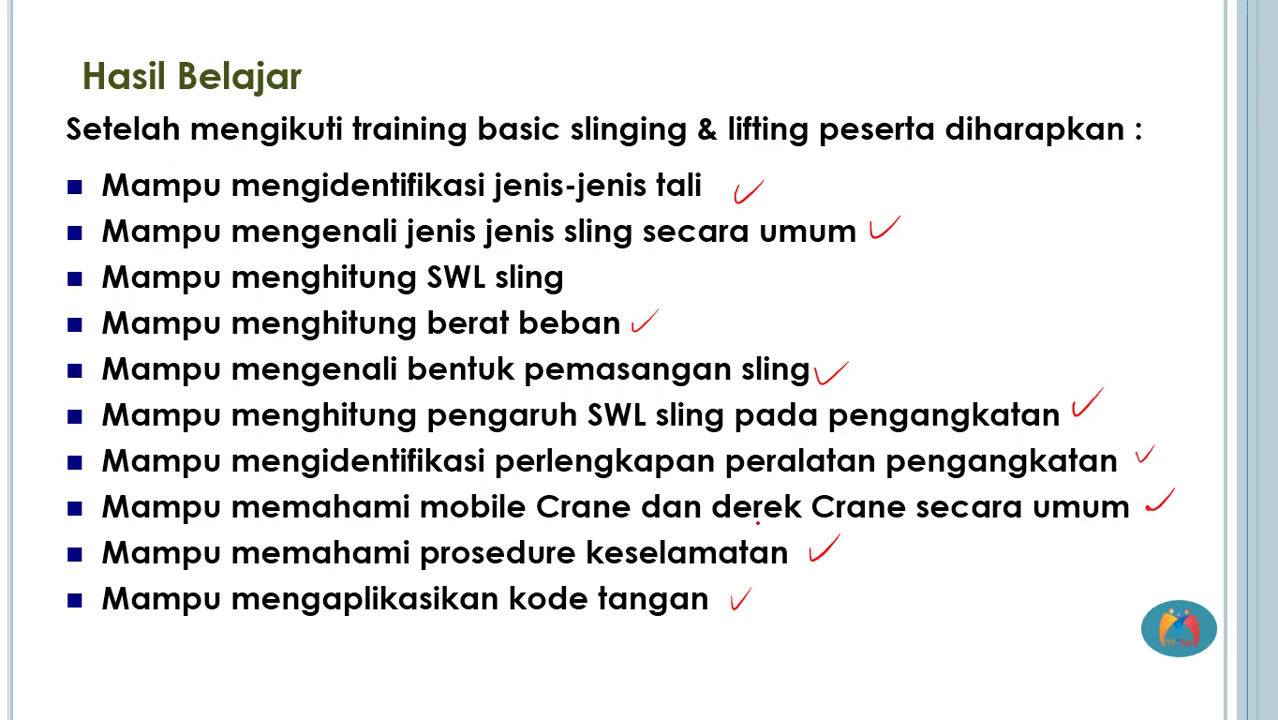 Hasil Belajar
Setelah mengikuti training basic slinging & lifting peserta diharapkan :
Mampu mengidentifikasi jenis-jenis tali
Mampu mengenali jenis jenis sling secara umum
Mampu menghitung SWL sling
Mampu menghitung berat beban
Mampu mengenali bentuk pemasangan sling
Mampu menghitung pengaruh SWL sling pada pengangkatan
Mampu mengidentifikasi perlengkapan peralatan pengangkatan
Mampu memahami mobile Crane dan derek Crane secara umum
Mampu memahami prosedure keselamatan
Mampu mengaplikasikan kode tangan